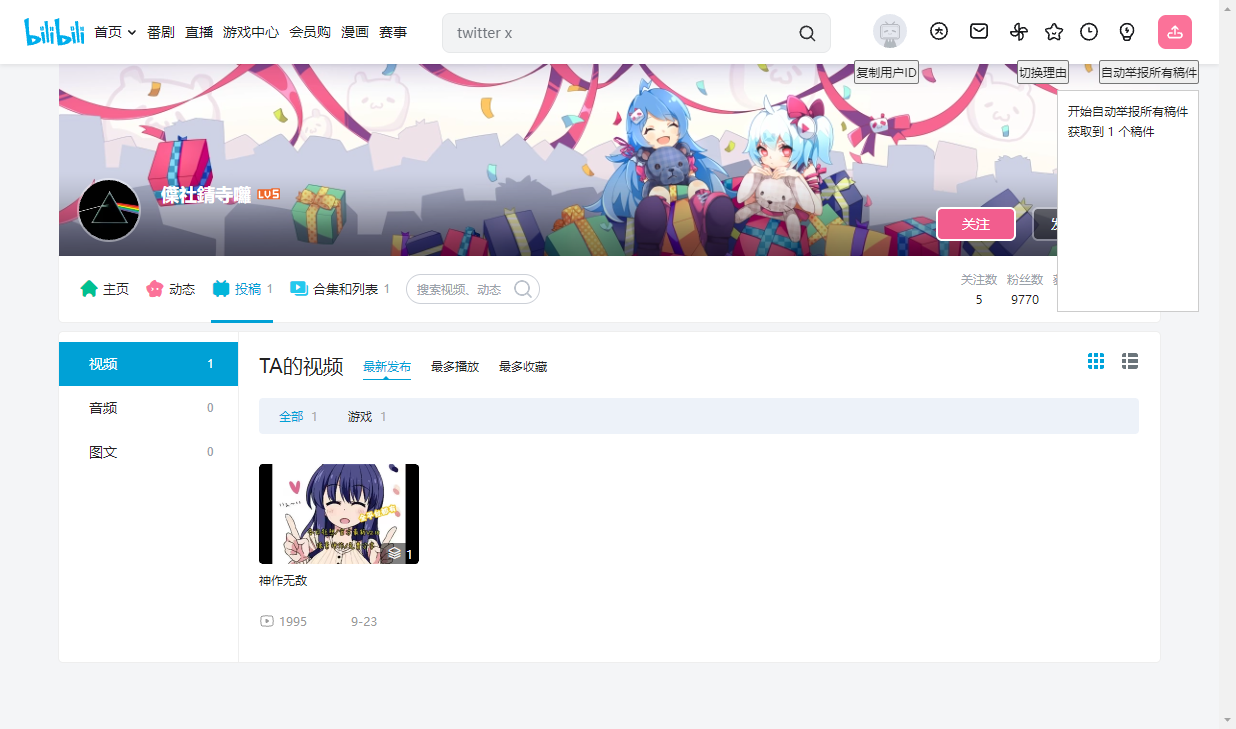 bilibili 首页 番剧 直播 游戏中心 会员购 漫画 赛事 twitter x
复制用户ID 切换理由 自动举报所有稿件
开始自动举报所有稿件
获取到 1 个稿件
LV5
关注 发
主页 动态 投稿 1 合集和列表 1 搜索视频、动态
关注数 粉丝数
5 9770
视频 1
音频 0
图文 0
TA的视频 最新发布 最多播放 最多收藏
全部 1 游戏 1
1
神作无敌
1995 9-23